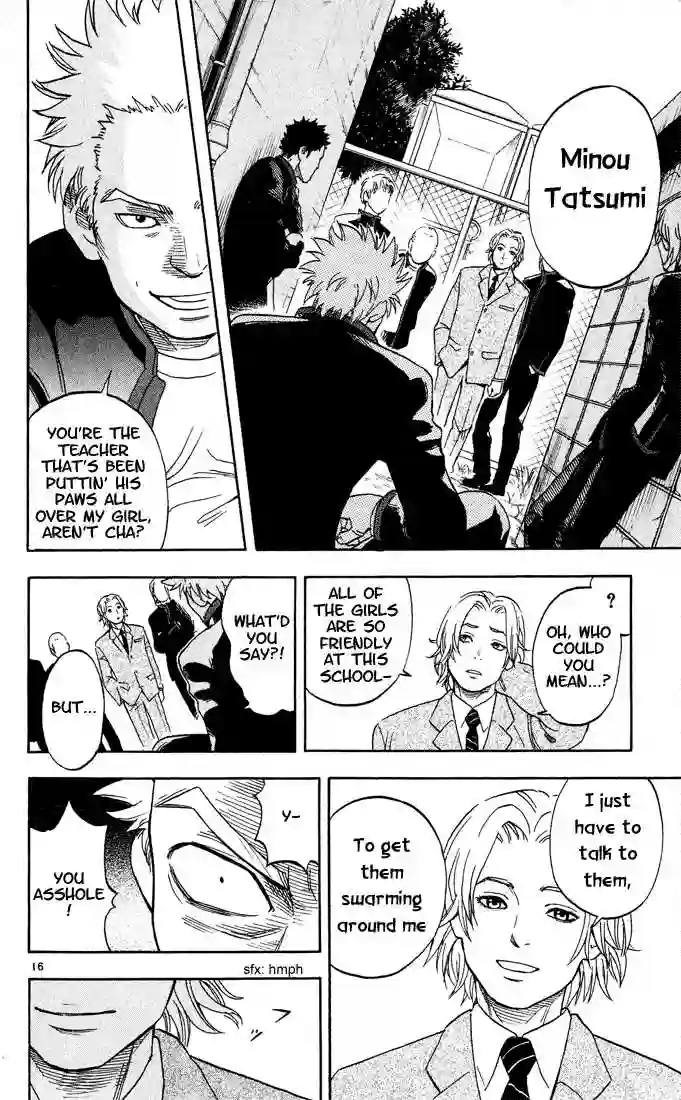 Minou
Tatsumi
YOU'RE THE
TEACHER
THAT'S BEEN
PUTTIN' HIS
PAWS ALL
OVER MY GIRL,
AREN'T CHA?
?
OH, WHO
COULD
YOU
MEAN...?
ALL OF
THE GIRLS
ARE SO
FRIENDLY
AT THIS
SCHOOL-
WHAT'D
YOU
SAY?!
BUT...
I just
have to
talk to
them,
To get
them
swarming
around me
Y-
YOU
ASSHOLE
!
16
sfx: hmph